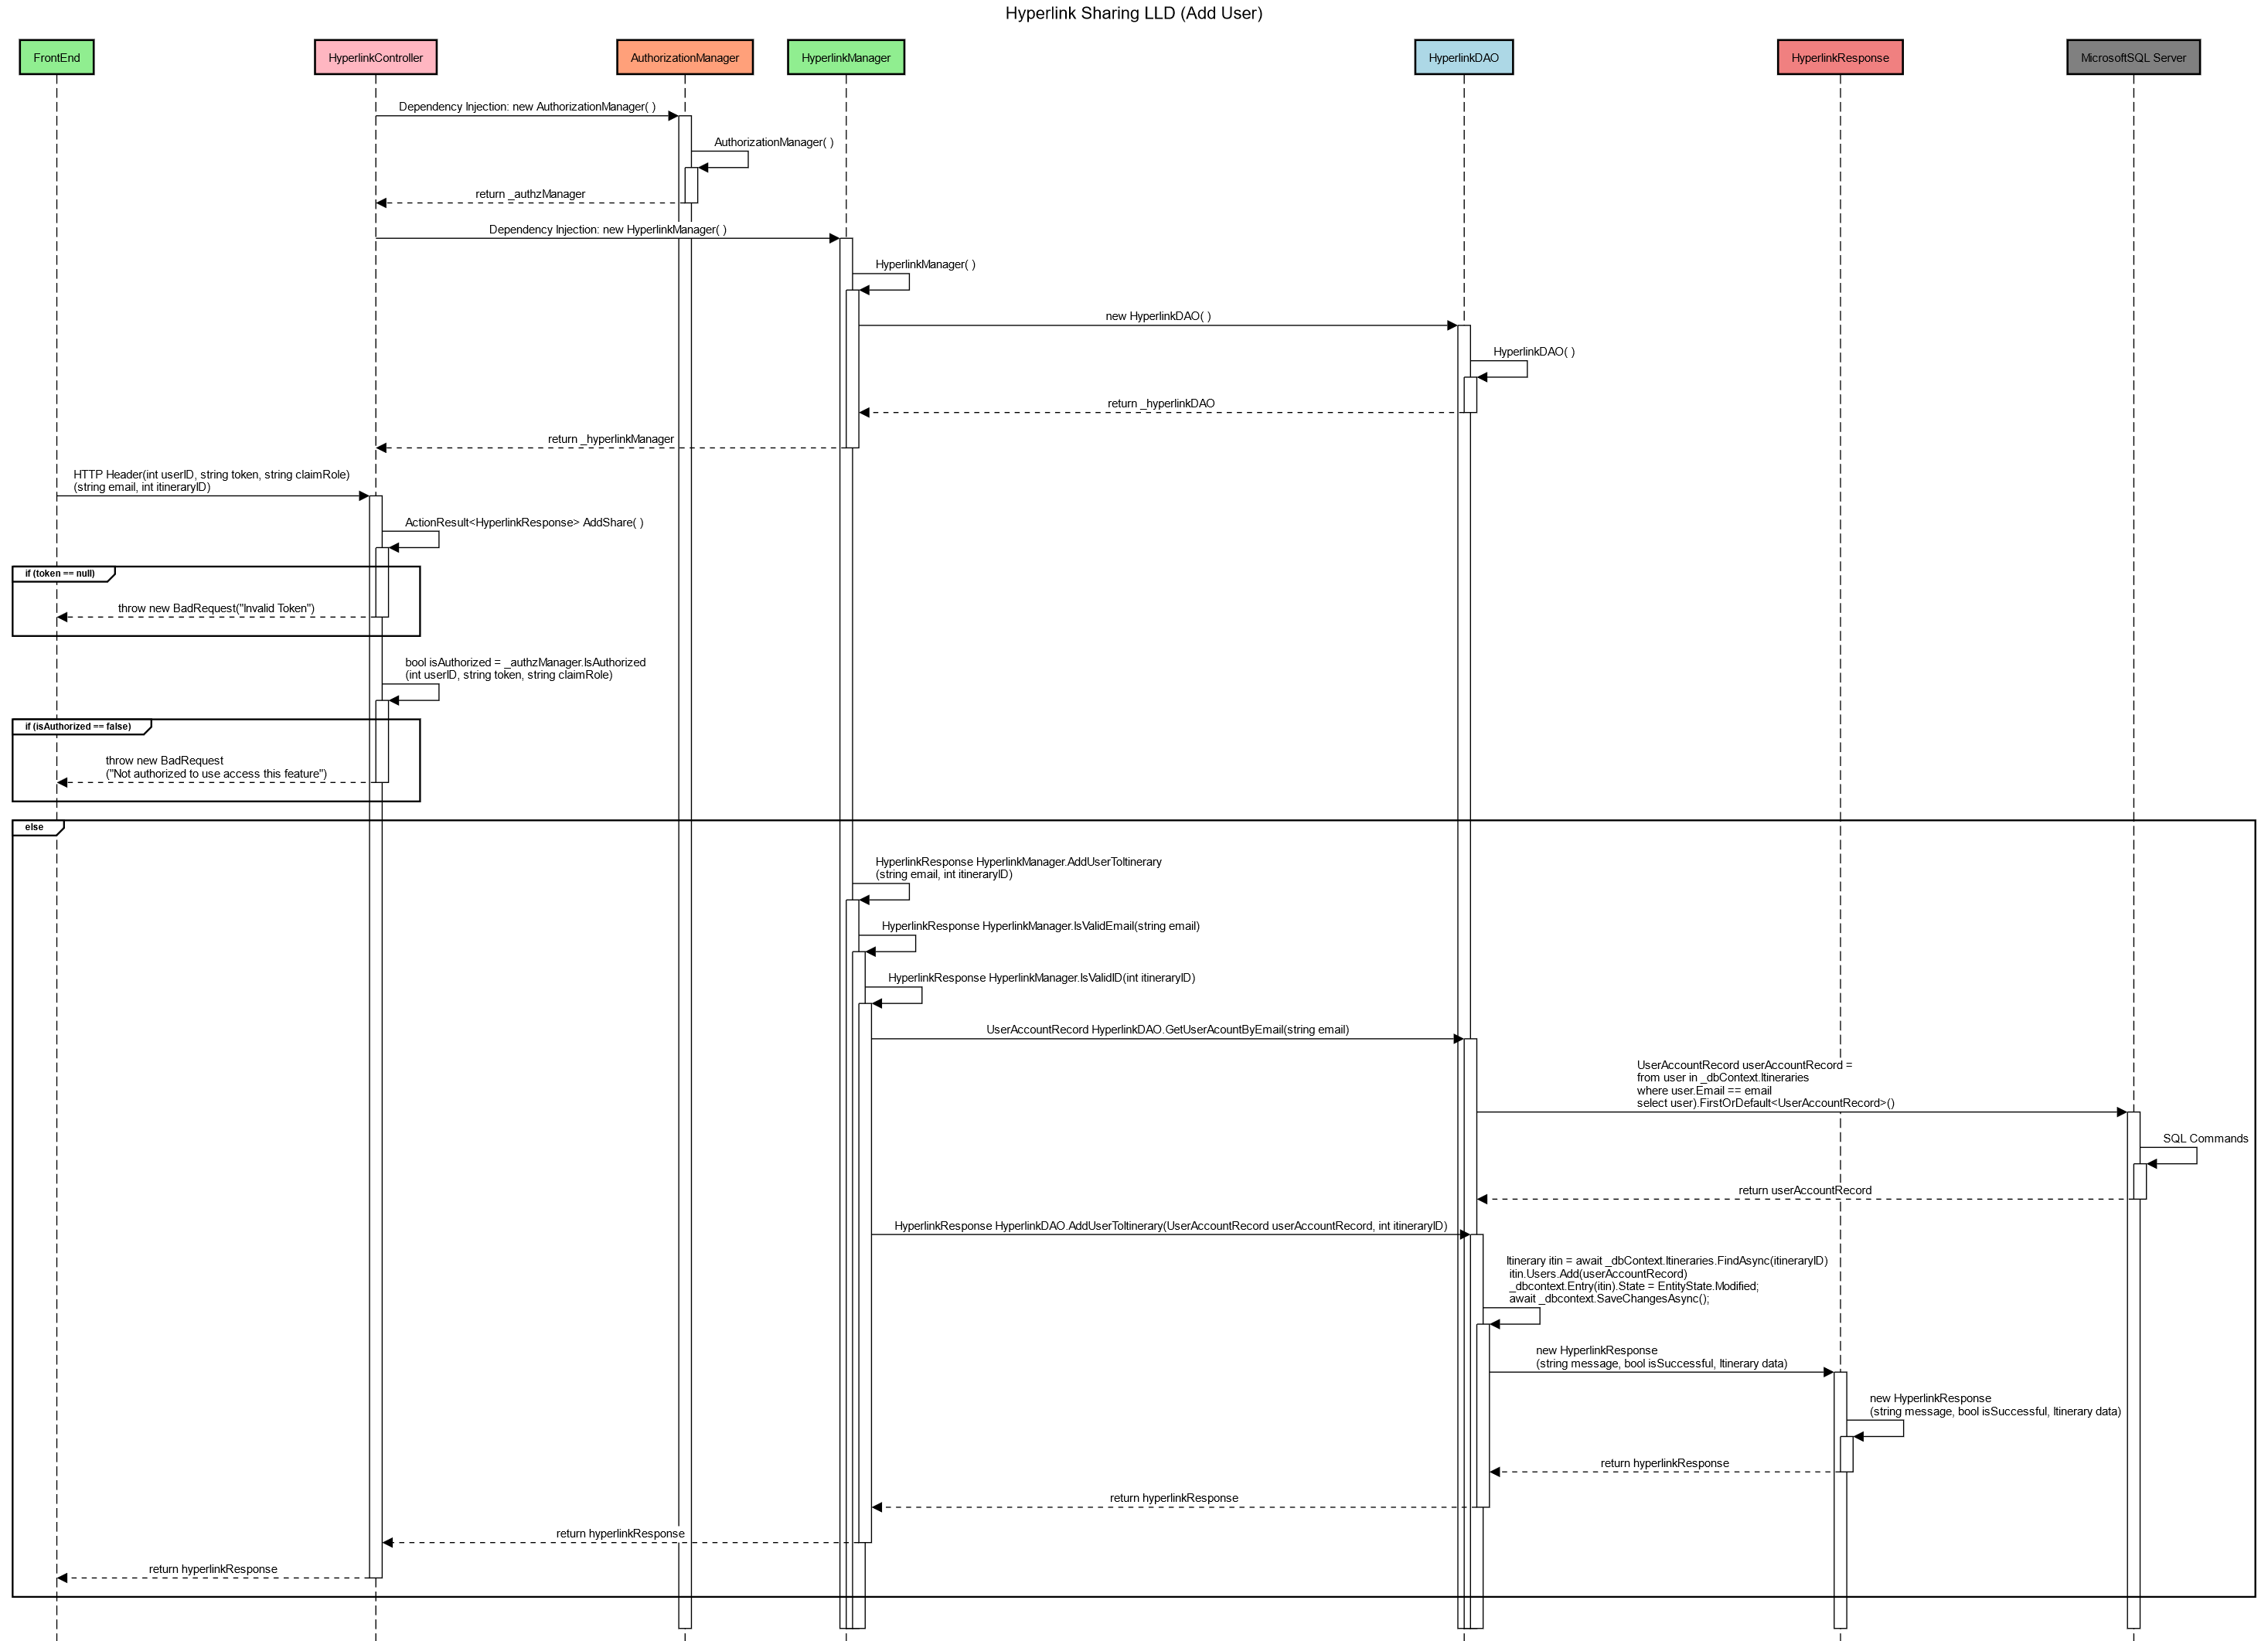 Hyperlink Sharing LLD (Add User)
FrontEnd
HyperlinkController
AuthorizationManager
HyperlinkManager
HyperlinkDAO
HyperlinkResponse
MicrosoftSQL Server
Dependency Injection: new AuthorizationManager( )
AuthorizationManager( )
return _authzManager
Dependency Injection: new HyperlinkManager( )
HyperlinkManager( )
new HyperlinkDAO( )
HyperlinkDAO( )
return _hyperlinkDAO
return _hyperlinkManager
HTTP Header(int userID, string token, string claimRole)
(string email, int itineraryID)
ActionResult<HyperlinkResponse> AddShare( )
if (token == null)
throw new BadRequest("Invalid Token")
bool isAuthorized = _authzManager.IsAuthorized
(int userID, string token, string claimRole)
if (isAuthorized == false)
throw new BadRequest
("Not authorized to use access this feature")
else
HyperlinkResponse HyperlinkManager.AddUserToItinerary
(string email, int itineraryID)
HyperlinkResponse HyperlinkManager.IsValidEmail(string email)
HyperlinkResponse HyperlinkManager.IsValidID(int itineraryID)
UserAccountRecord HyperlinkDAO.GetUserAcountByEmail(string email)
UserAccountRecord userAccountRecord =
from user in _dbContext.Itineraries
where user.Email == email
select user).FirstOrDefault<UserAccountRecord>()
SQL Commands
return userAccountRecord
HyperlinkResponse HyperlinkDAO.AddUserToItinerary(UserAccountRecord userAccountRecord, int itineraryID)
Itinerary itin = await _dbContext.Itineraries.FindAsync(itineraryID)
itin.Users.Add(userAccountRecord)
_dbcontext.Entry(itin).State = EntityState.Modified;
await _dbcontext.SaveChangesAsync();
new HyperlinkResponse
(string message, bool isSuccessful, Itinerary data)
new HyperlinkResponse
(string message, bool isSuccessful, Itinerary data)
return hyperlinkResponse
return hyperlinkResponse
return hyperlinkResponse
return hyperlinkResponse